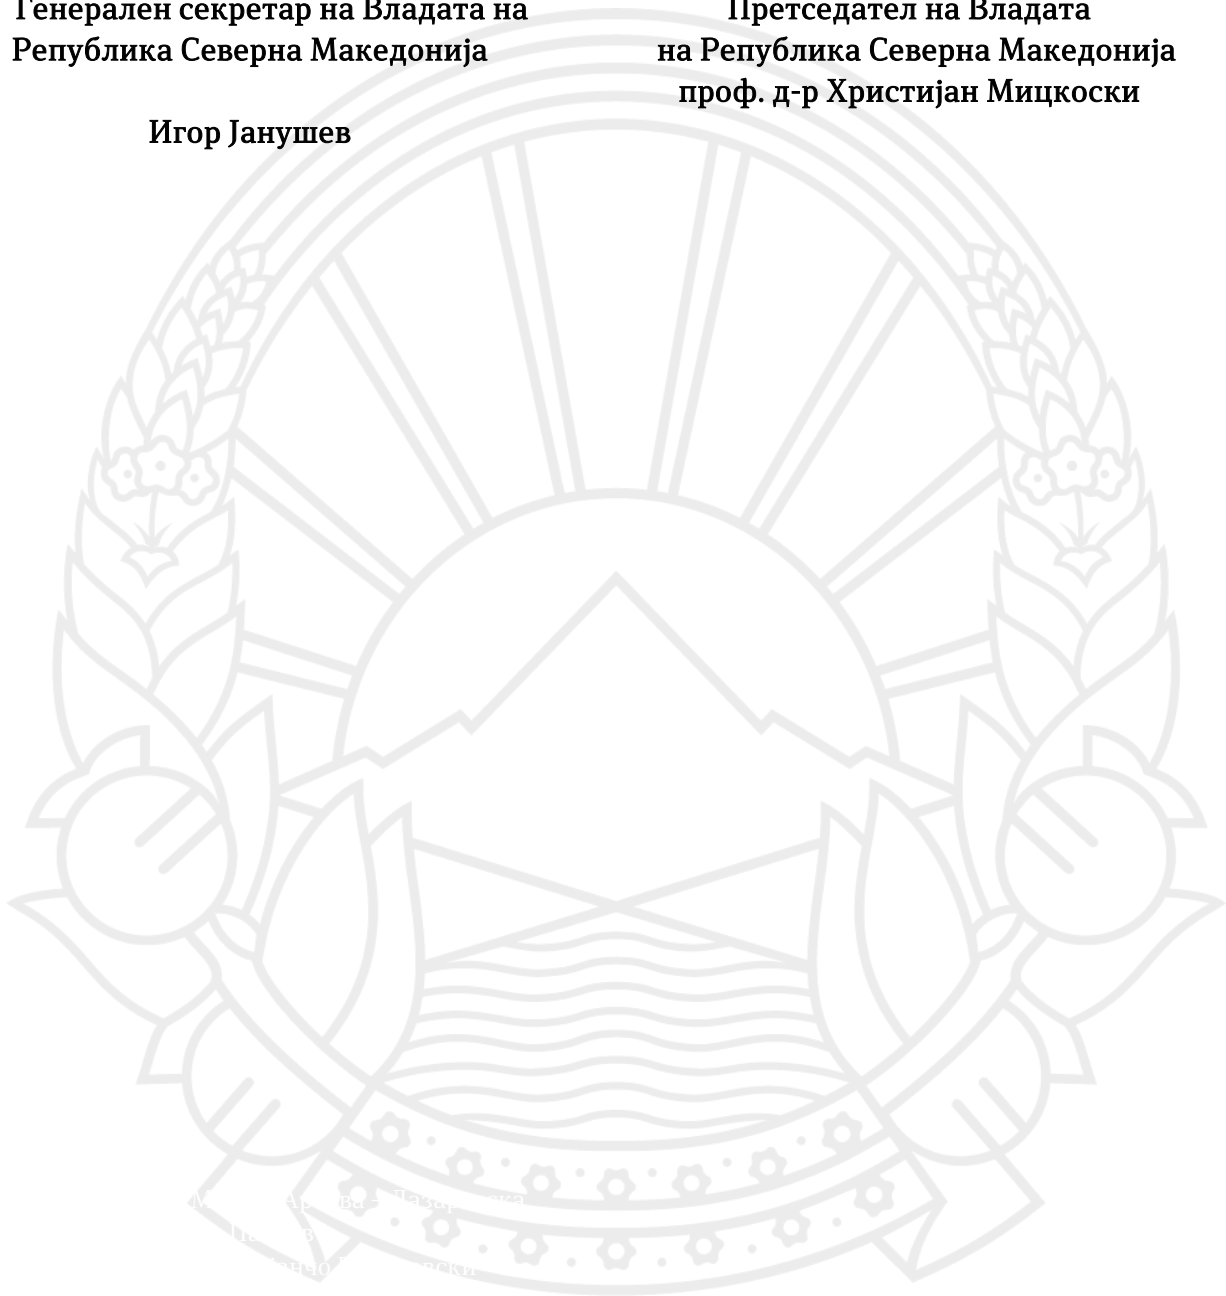 Генерален секретар на Владата на
Република Северна Македонија
Игор Јанушев
Претседател на Владата
на Република Северна Македонија
проф. д-р Христијан Мицкоски